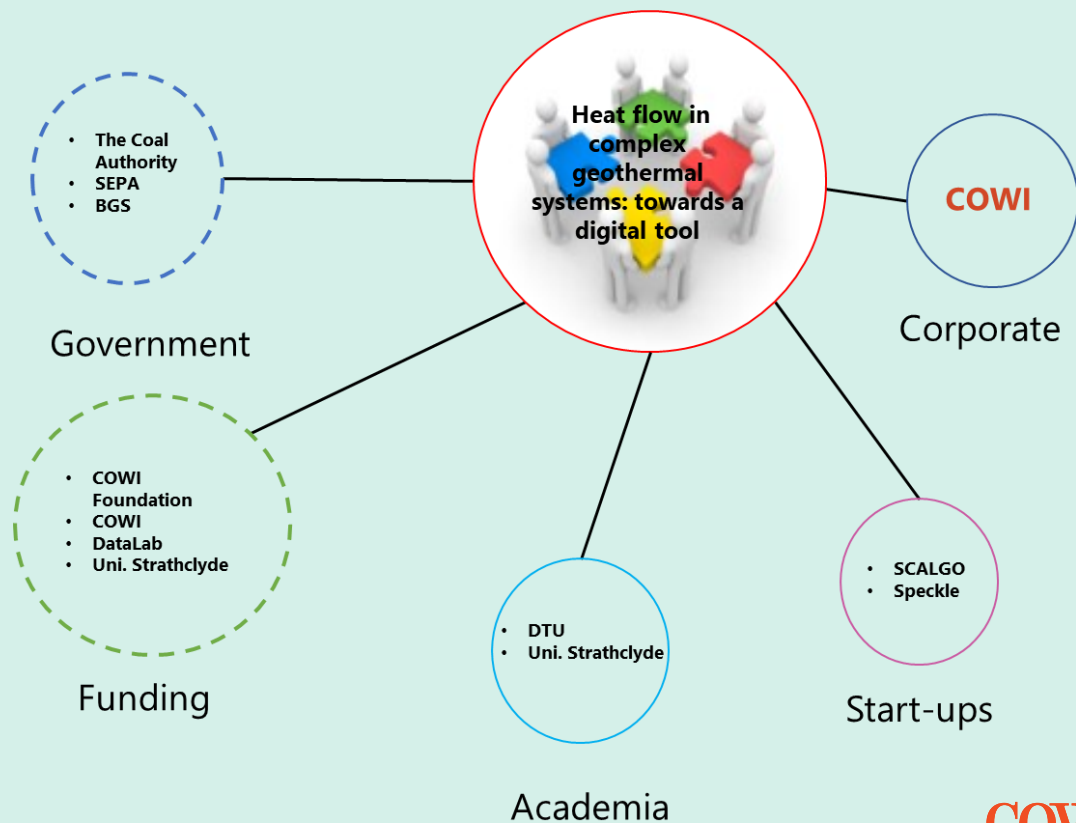 Heat flow in
complex
geothermal
systems: towards a
digital tool
• The Coal
Authority
• SEPA
• BGS
Government
COWI
Corporate
• COWI
Foundation
• COWI
• DataLab
• Uni. Strathclyde
Funding
• DTU
• Uni. Strathclyde
Academia
• SCALGO
• Speckle
Start-ups